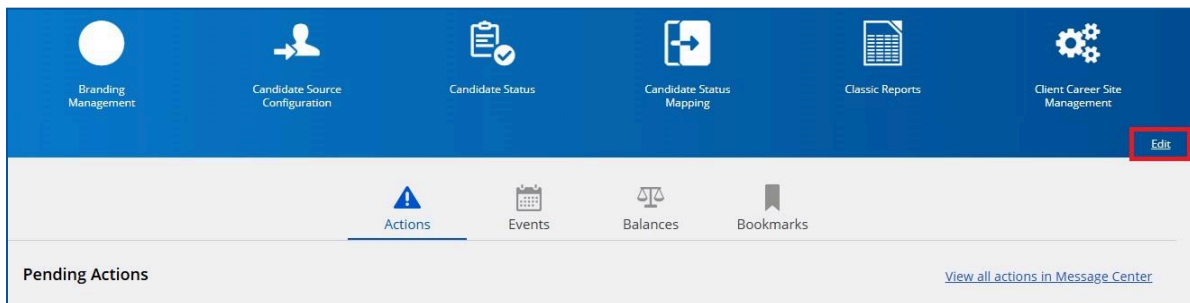 Branding
Management
Candidate Source
Configuration
Candidate Status
Candidate Status
Mapping
Classic Reports
Client Career Site
Management
Edit
Actions
Events
Balances
Bookmarks
Pending Actions
View all actions in Message Center